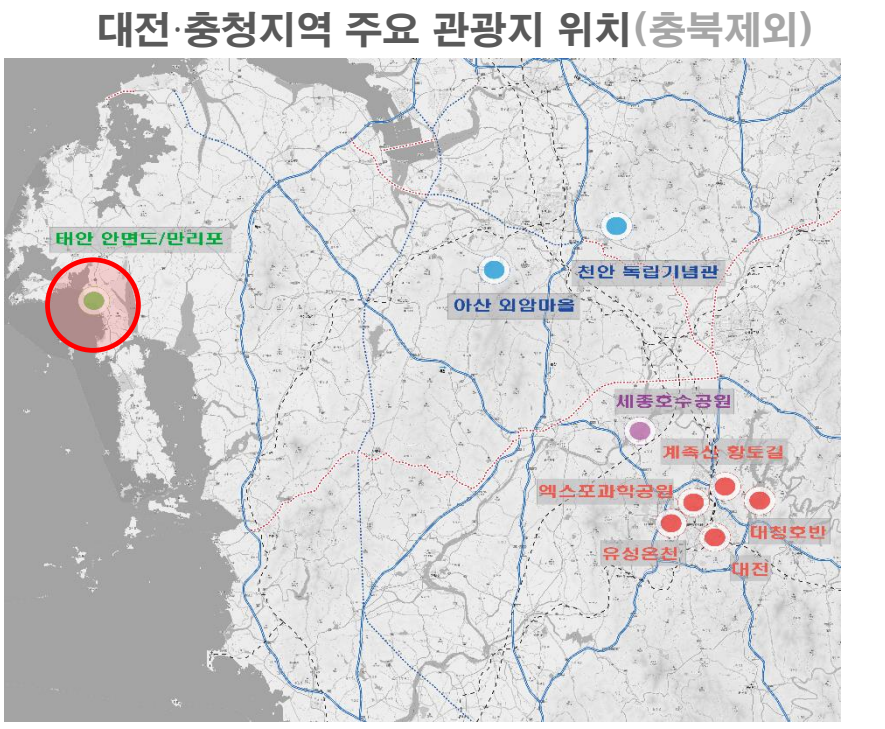 대전·충청지역 주요 관광지 위치(충북제외)
태안 안면도/만리포
천안 독립기념관
아산 외암마을
세종호수공원
계족산 황토길
엑스포과학공원
대청호반
유성온천
대전